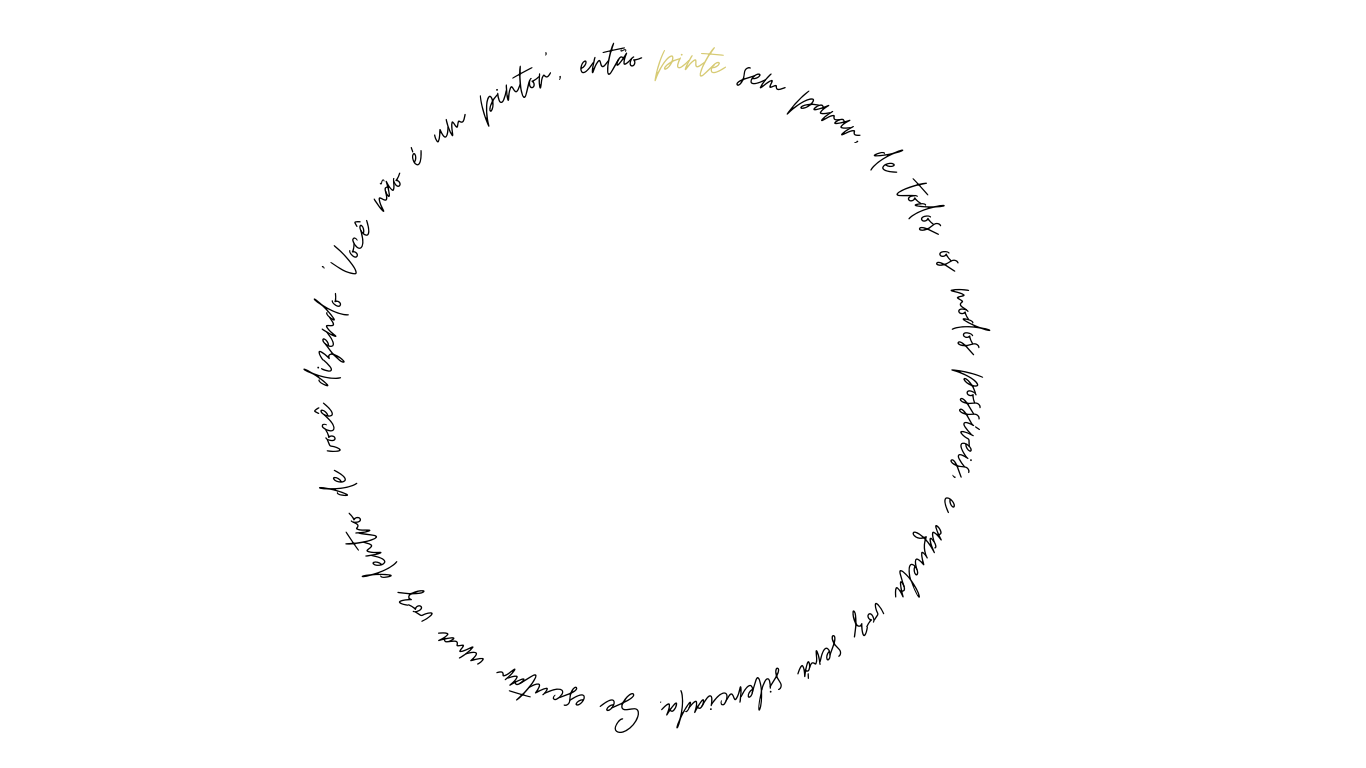 Se escutar uma voz dentro de você dizendo 'Você não é um pintor', então pinte sem parar, de todos os modos possíveis, e aquela voz será silenciada.